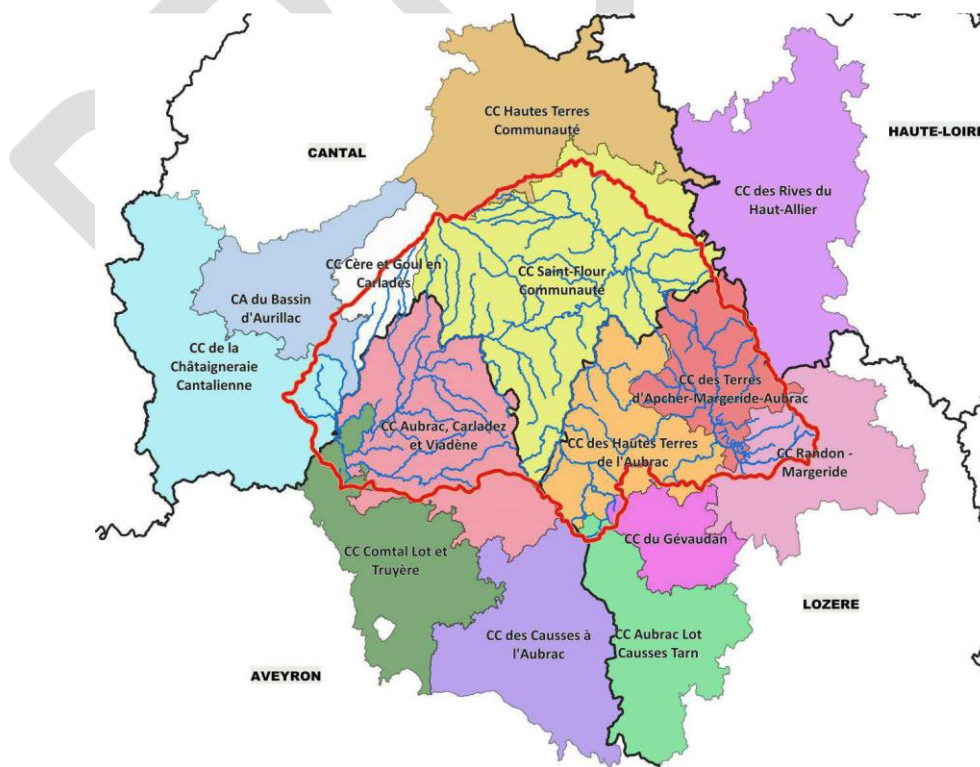 CC Hautes Terres
Communauté
HAUTE-LOIRE
CANTAL
CC des Rives du
Haut-Allier
CC Cère et Goul en
Carladès
CC Saint-Flour
Communauté
CA du Bassin
d'Aurillac
CC de la
Châtaigneraie
Cantalienne
CC des Terres
d'Apcher-Margeride-Aubrac
CC Aubrac, Carladez
et Viadène
CC des Hautes Terres
de l'Aubrac
CC Randon -
Margeride
CC du Gévaudan
CC Comtal Lot et
Truyère
LOZERE
CC des Causses à
l'Aubrac
CC Aubrac Lot
Causses Tarn
AVEYRON